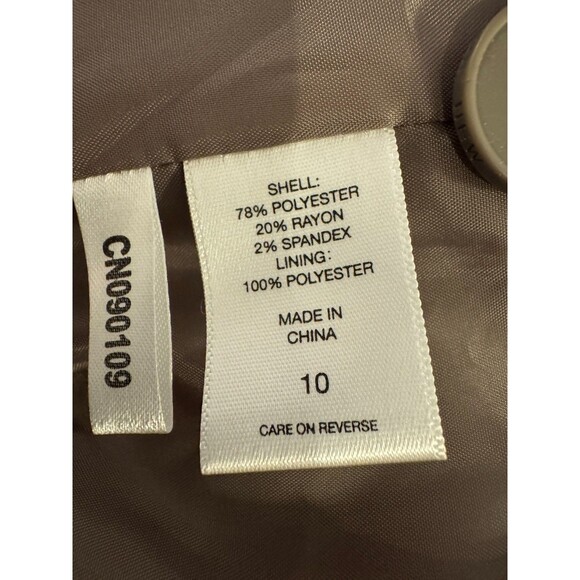 SHELL:
78% POLYESTER
20% RAYON
2% SPANDEX
LINING:
100% POLYESTER
MADE IN
CHINA
10
CARE ON REVERSE
CN090109